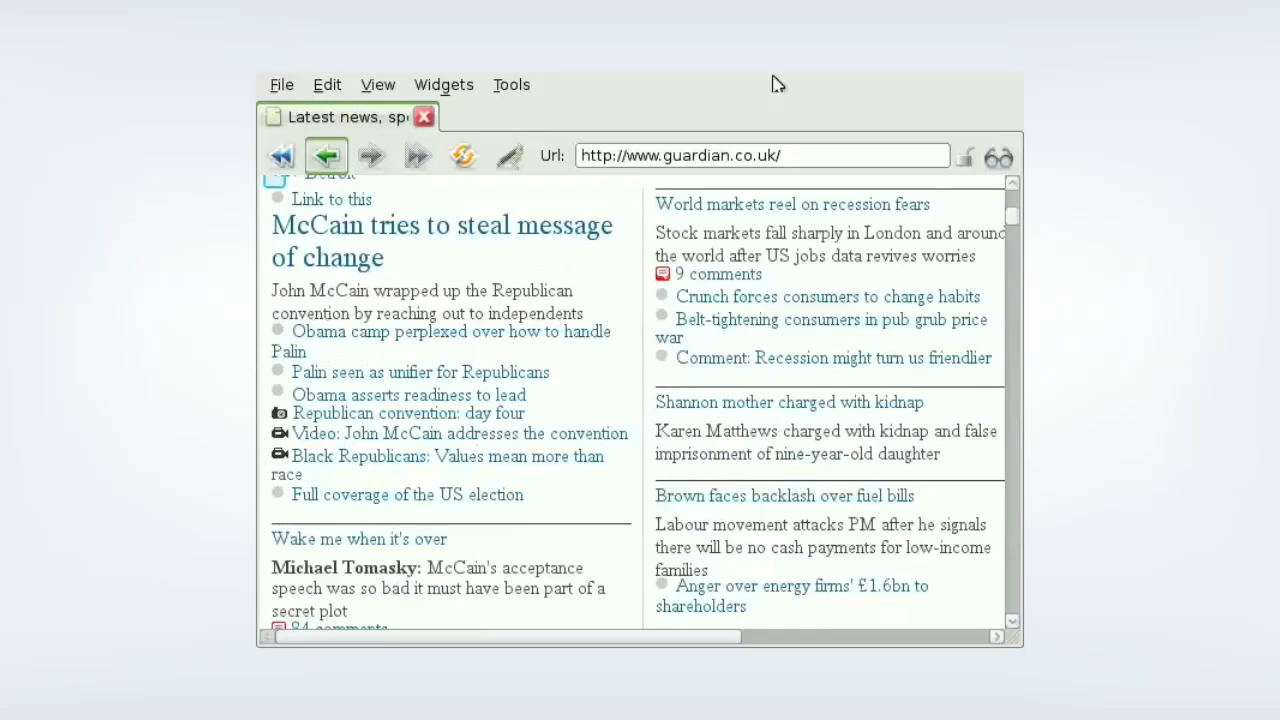 File Edit View Widgets Tools
Latest news, sp
Url: http://www.guardian.co.uk/
Detroit
Link to this
McCain tries to steal message
of change
John McCain wrapped up the Republican
convention by reaching out to independents
Obama camp perplexed over how to handle
Palin
Palin seen as unifier for Republicans
Obama asserts readiness to lead
Republican convention: day four
Video: John McCain addresses the convention
Black Republicans: Values mean more than
race
Full coverage of the US election
Wake me when it's over
Michael Tomasky: McCain's acceptance
speech was so bad it must have been part of a
secret plot
84 comments
World markets reel on recession fears
Stock markets fall sharply in London and around
the world after US jobs data revives worries
9 comments
Crunch forces consumers to change habits
Belt-tightening consumers in pub grub price
war
Comment: Recession might turn us friendlier
Shannon mother charged with kidnap
Karen Matthews charged with kidnap and false
imprisonment of nine-year-old daughter
Brown faces backlash over fuel bills
Labour movement attacks PM after he signals
there will be no cash payments for low-income
families
Anger over energy firms' £1.6bn to
shareholders